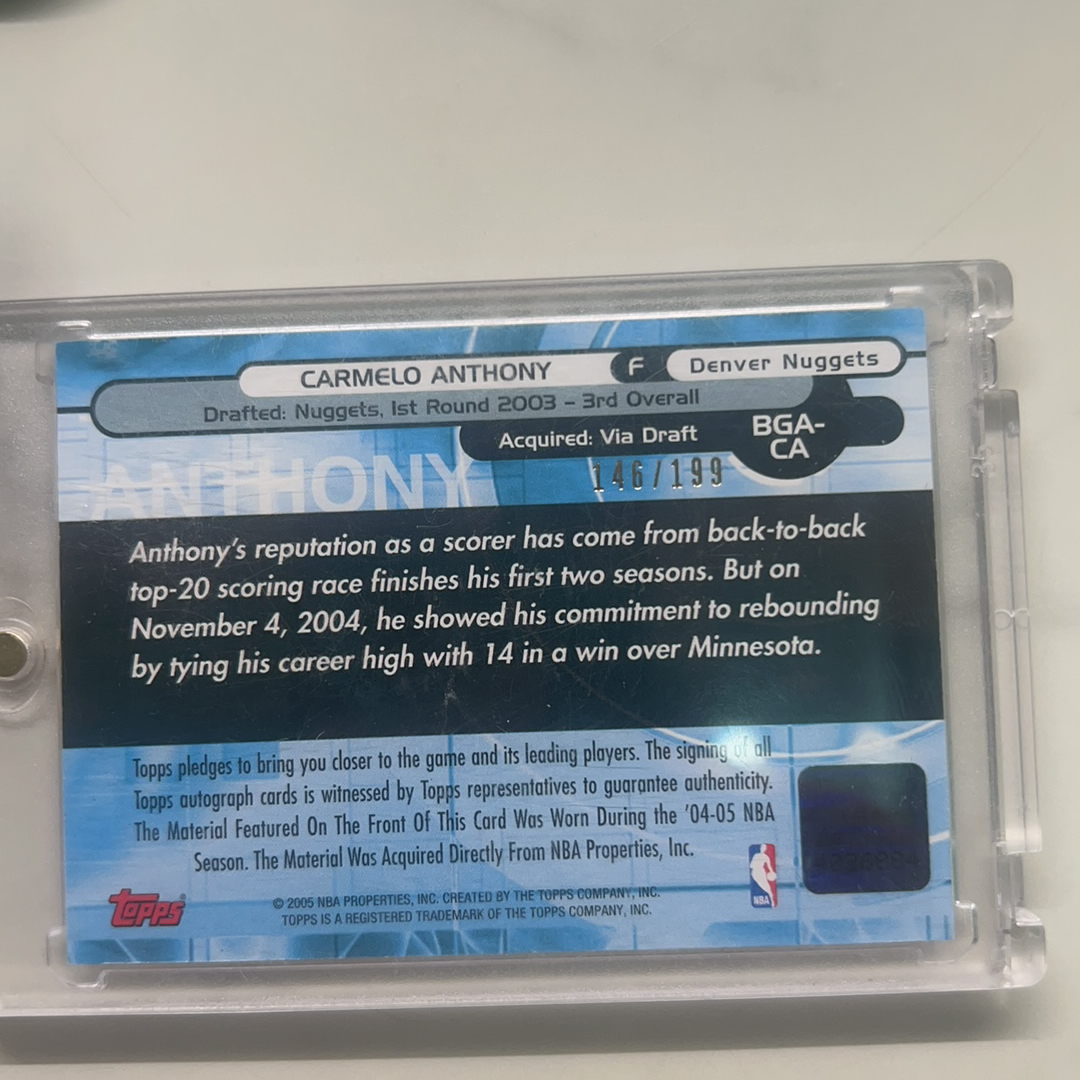 CARMELO ANTHONY F Denver Nuggets
Drafted: Nuggets, 1st Round 2003 - 3rd Overall
Acquired: Via Draft
BGA-
CA
ANTHONY
146/199
Anthony's reputation as a scorer has come from back-to-back
top-20 scoring race finishes his first two seasons. But on
November 4, 2004, he showed his commitment to rebounding
by tying his career high with 14 in a win over Minnesota.
Topps pledges to bring you closer to the game and its leading players. The signing of all
Topps autograph cards is witnessed by Topps representatives to guarantee authenticity.
The Material Featured On The Front Of This Card Was Worn During the '04-05 NBA
Season. The Material Was Acquired Directly From NBA Properties, Inc.
NBA
topps
© 2005 NBA PROPERTIES, INC. CREATED BY THE TOPPS COMPANY, INC.
TOPPS IS A REGISTERED TRADEMARK OF THE TOPPS COMPANY, INC.